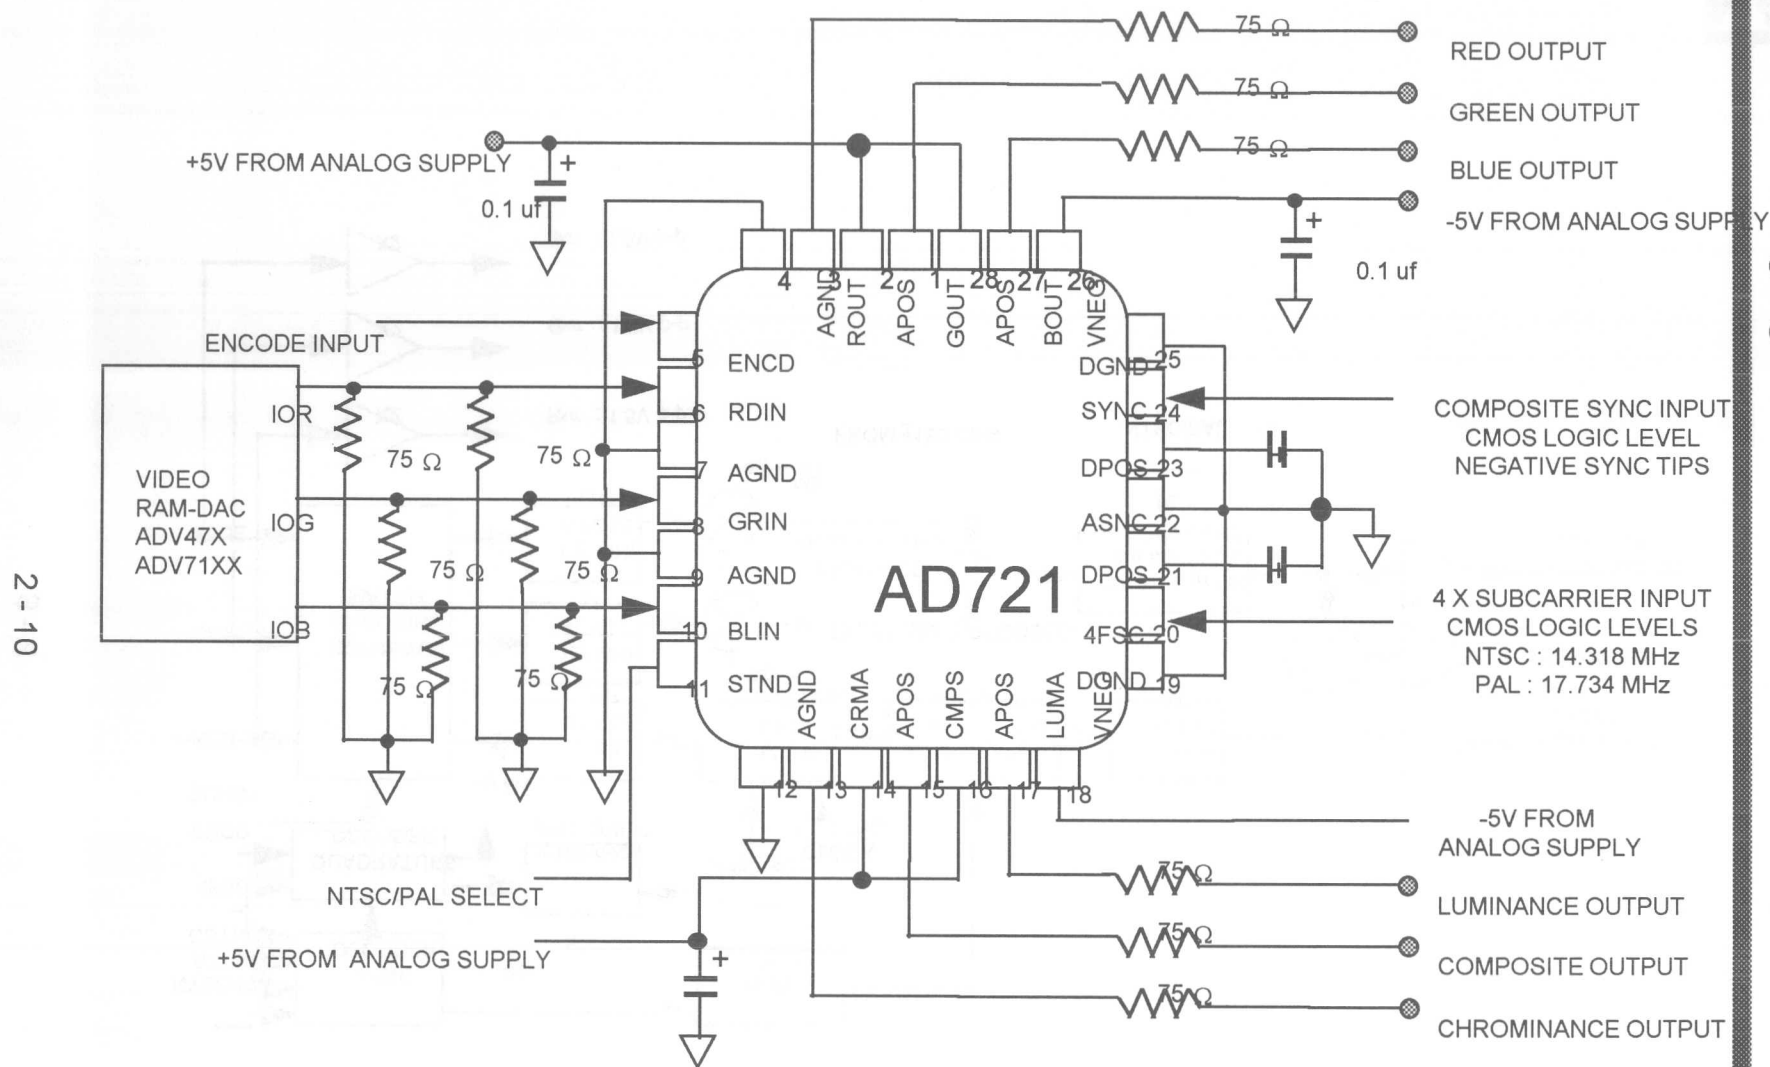 75 Ω
RED OUTPUT
75 Ω
GREEN OUTPUT
75 Ω
BLUE OUTPUT
+5V FROM ANALOG SUPPLY
+
0.1 uf
-5V FROM ANALOG SUPPLY
+
0.1 uf
4
3
2
1
28
27
26
AGND
ROUT
APOS
GOUT
APOS
BOUT
VNEG
ENCODE INPUT
5
ENCD
DGND
25
IOR
6
RDIN
SYNC
24
COMPOSITE SYNC INPUT
CMOS LOGIC LEVEL
NEGATIVE SYNC TIPS
75 Ω
75 Ω
7
AGND
DPOS
23
VIDEO
RAM-DAC
ADV47X
ADV71XX
IOG
8
GRIN
ASNC
22
75 Ω
75 Ω
9
AGND
DPOS
21
AD721
2-10
IOB
10
BLIN
4FSC
20
4 X SUBCARRIER INPUT
CMOS LOGIC LEVELS
NTSC : 14.318 MHz
PAL : 17.734 MHz
75 Ω
75 Ω
11
STND
DGND
19
AGND
CRMA
APOS
CMPS
APOS
LUMA
VNEG
12
13
14
15
16
17
18
-5V FROM
ANALOG SUPPLY
NTSC/PAL SELECT
75 Ω
LUMINANCE OUTPUT
+5V FROM ANALOG SUPPLY
+
75 Ω
COMPOSITE OUTPUT
75 Ω
CHROMINANCE OUTPUT